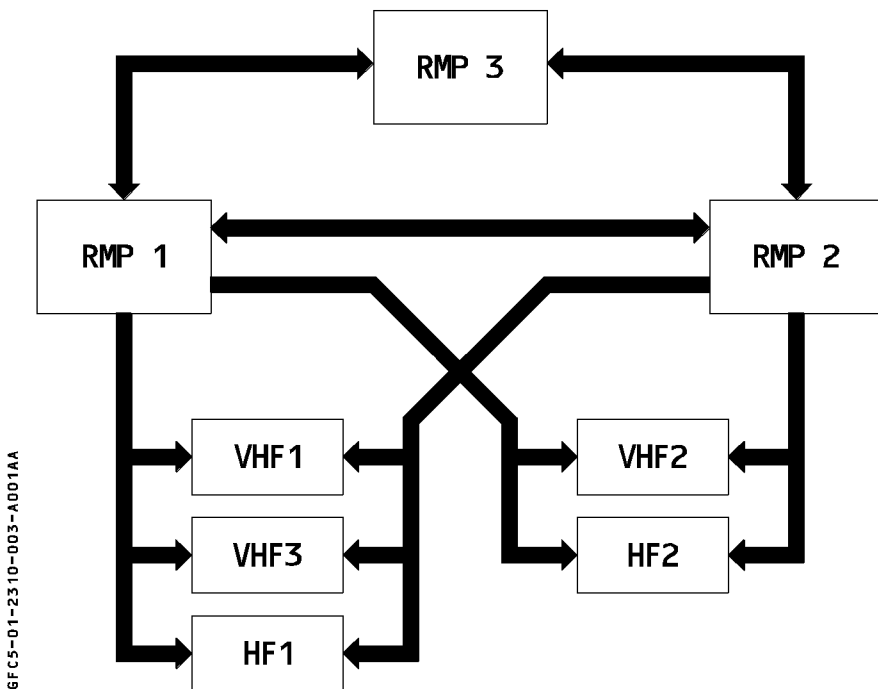 RMP 3
RMP 1
RMP 2
VHF1
VHF2
VHF3
HF2
HF1
GFC5-01-2310-003-A001AA